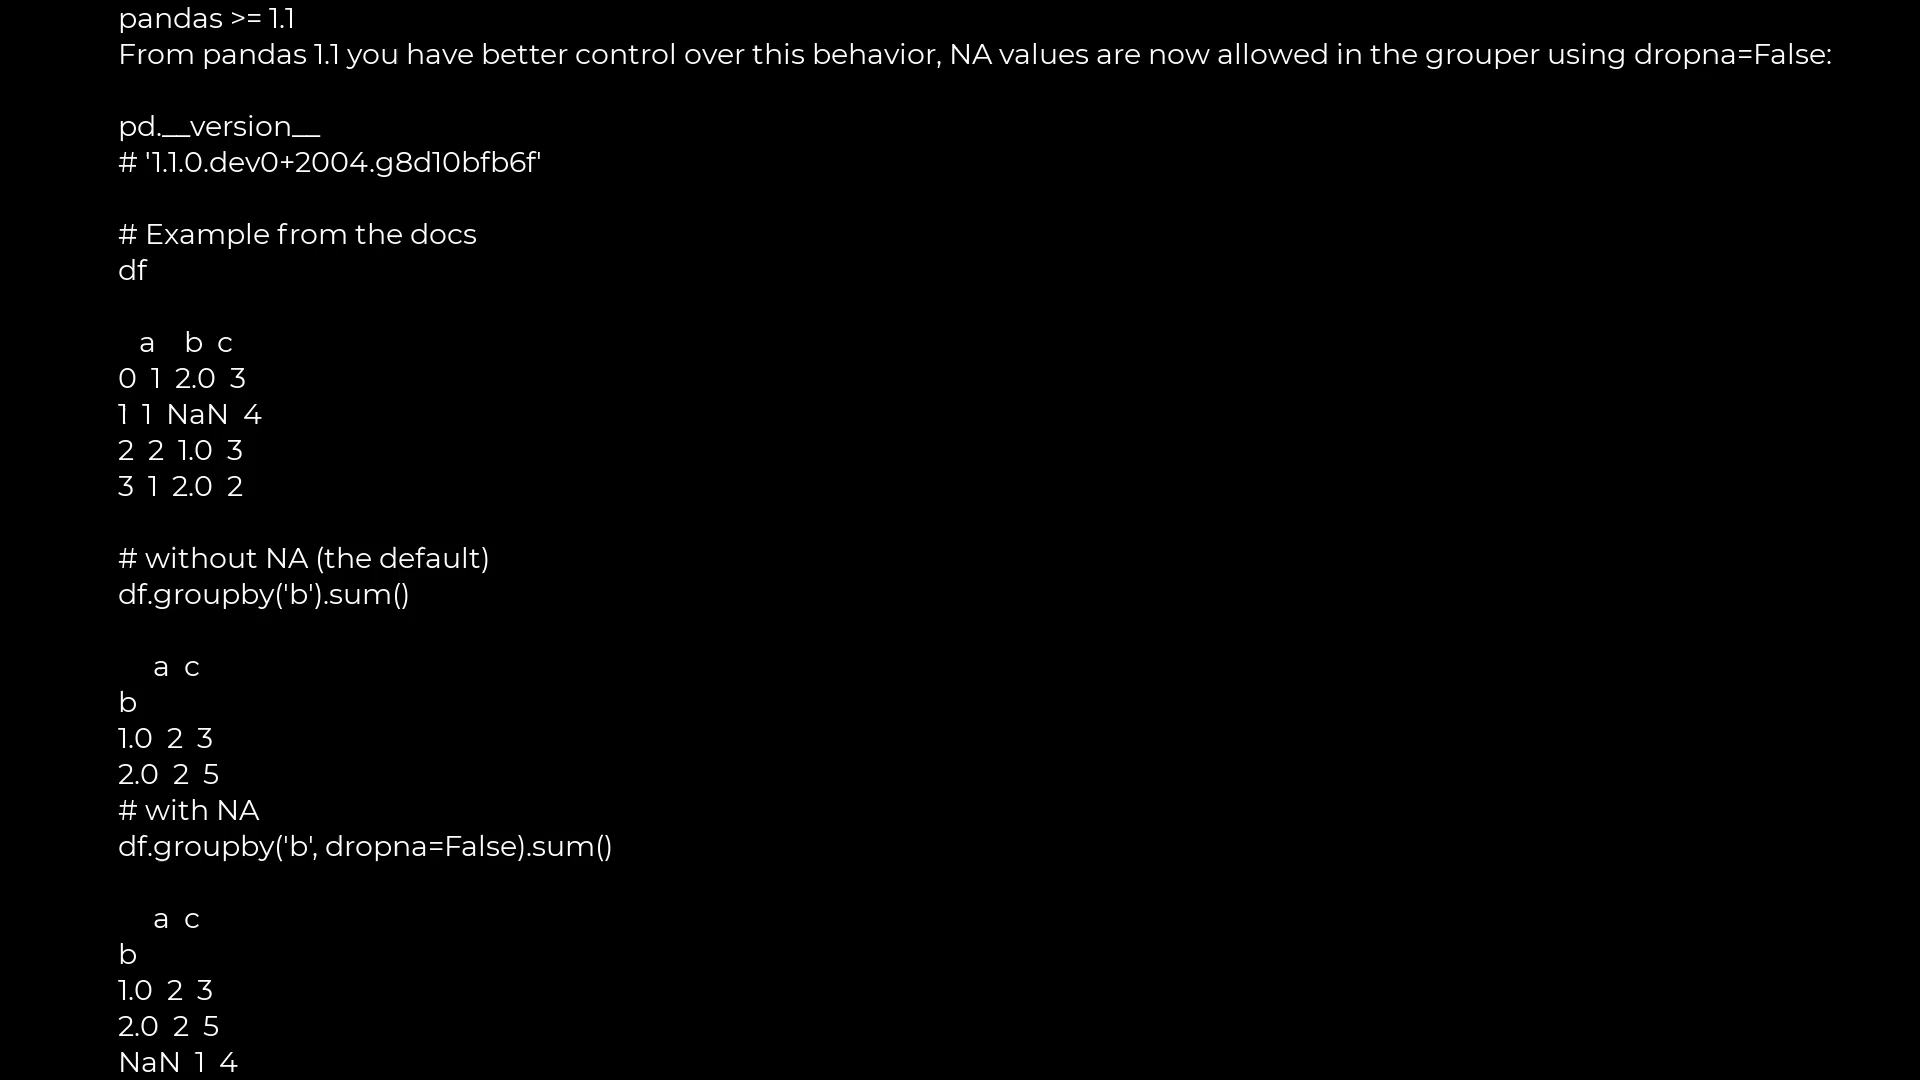 pandas >= 1.1
From pandas 1.1 you have better control over this behavior, NA values are now allowed in the grouper using dropna=False:
pd.__version__
# '1.1.0.dev0+2004.g8d10bfb6f'
# Example from the docs
df
a b c
0 1 2.0 3
1 1 NaN 4
2 2 1.0 3
3 1 2.0 2
# without NA (the default)
df.groupby('b').sum()
a c
b
1.0 2 3
2.0 2 5
# with NA
df.groupby('b', dropna=False).sum()
a c
b
1.0 2 3
2.0 2 5
NaN 1 4